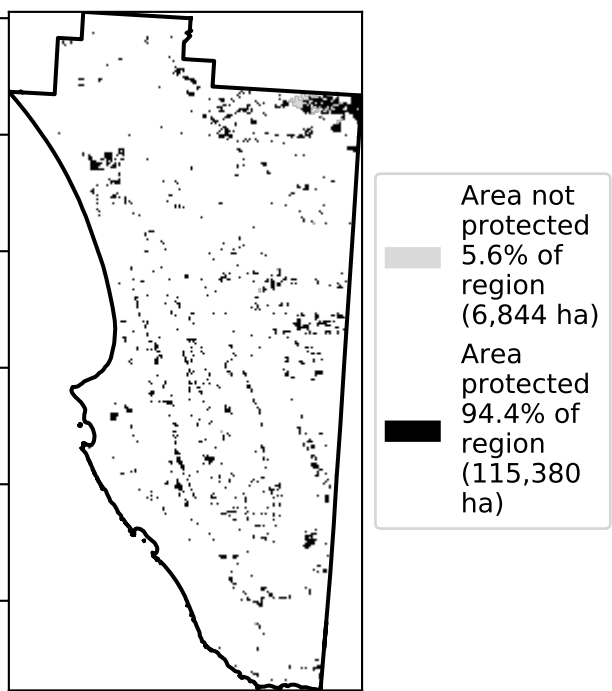 Area not
protected
5.6% of
region
(6,844 ha)
Area
protected
94.4% of
region
(115,380
ha)